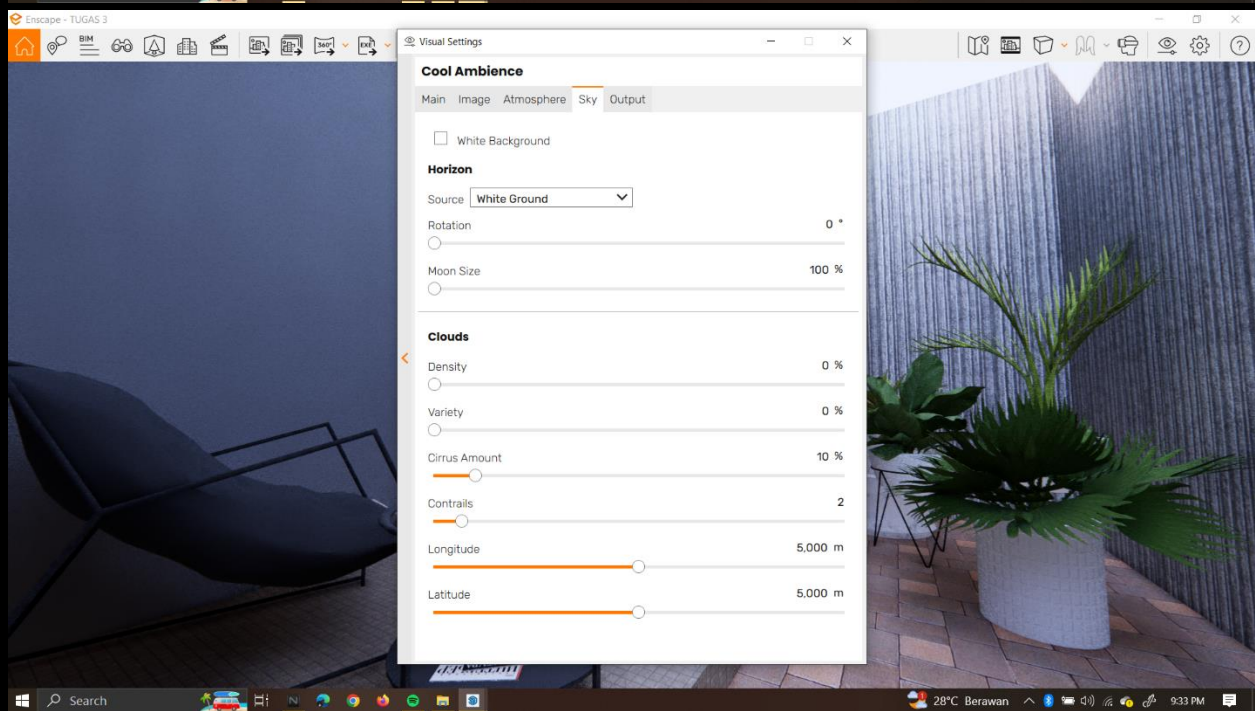 Enscape - TUGAS 3
BIM
360°
EXE
Visual Settings
Cool Ambience
Main Image Atmosphere Sky Output
White Background
Horizon
Source White Ground
Rotation 0 °
Moon Size 100 %
Clouds
Density 0 %
Variety 0 %
Cirrus Amount 10 %
Contrails 2
Longitude 5,000 m
Latitude 5,000 m
Search
28°C Berawan 9:33 PM